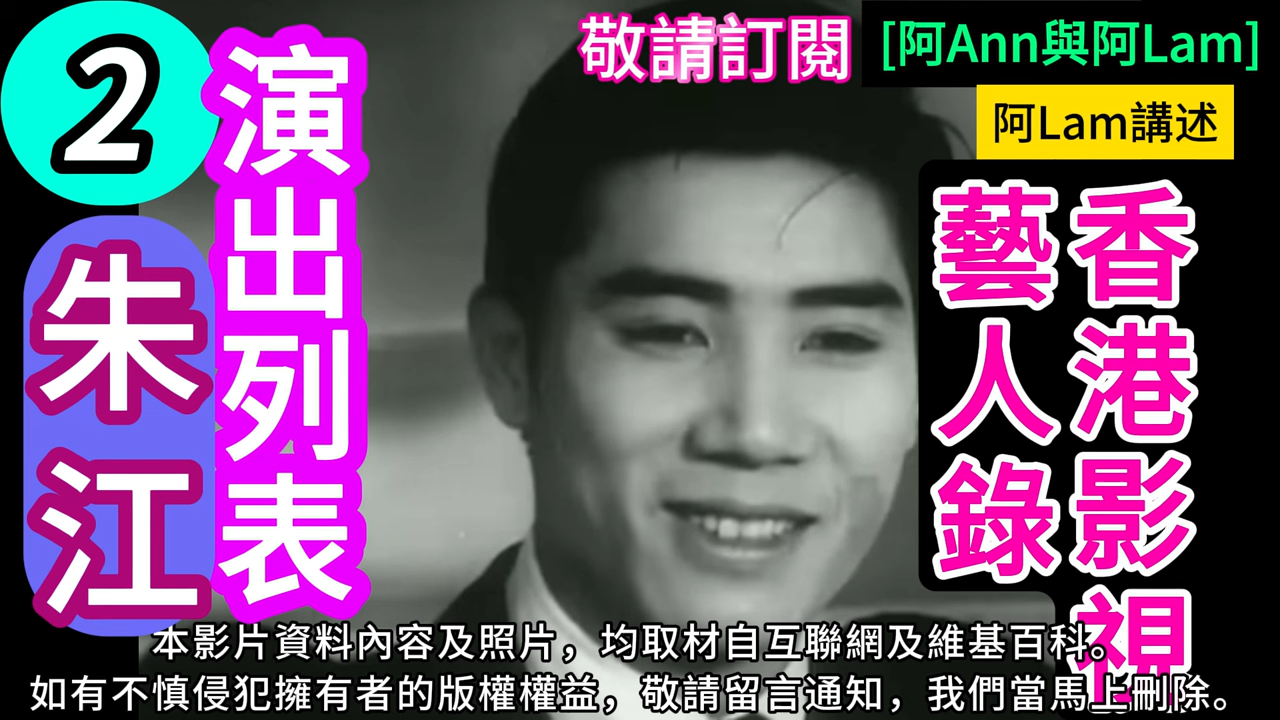 2
朱江
演出列表
敬請訂閱
[阿Ann與阿Lam]
阿Lam講述
香港影視
藝人錄
本影片資料內容及照片，均取材自互聯網及維基百科。
如有不慎侵犯擁有者的版權權益，敬請留言通知，我們當馬上刪除。